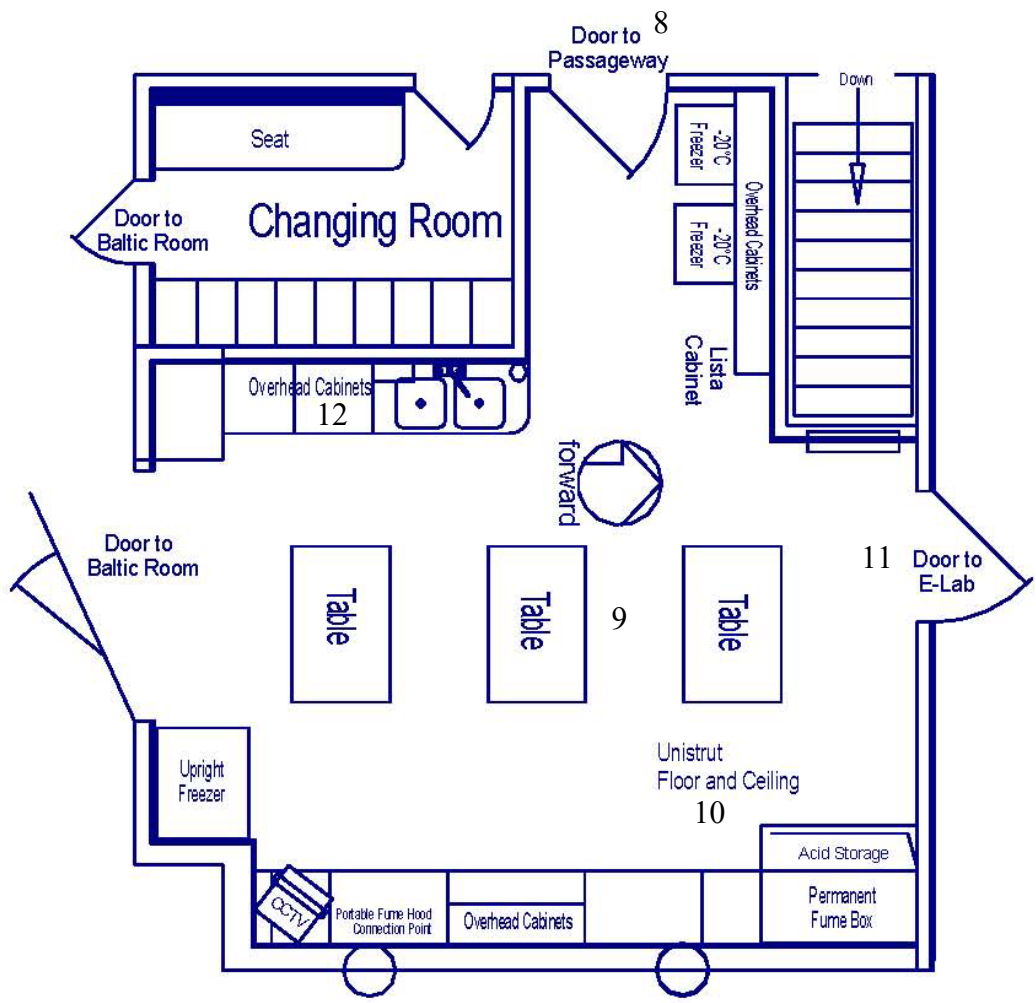 8
Door to
Passageway
Down
Seat
-20°C
Freezer
Door to
Baltic Room
Changing Room
-20°C
Freezer
Overhead Cabinets
Lista
Cabinet
Overhead Cabinets
12
forward
Door to
Baltic Room
11
Door to
E-Lab
Table
Table
9
Table
Upright
Freezer
Unistrut
Floor and Ceiling
10
Acid Storage
CCTV
Portable Fume Hood
Connection Point
Overhead Cabinets
Permanent
Fume Box